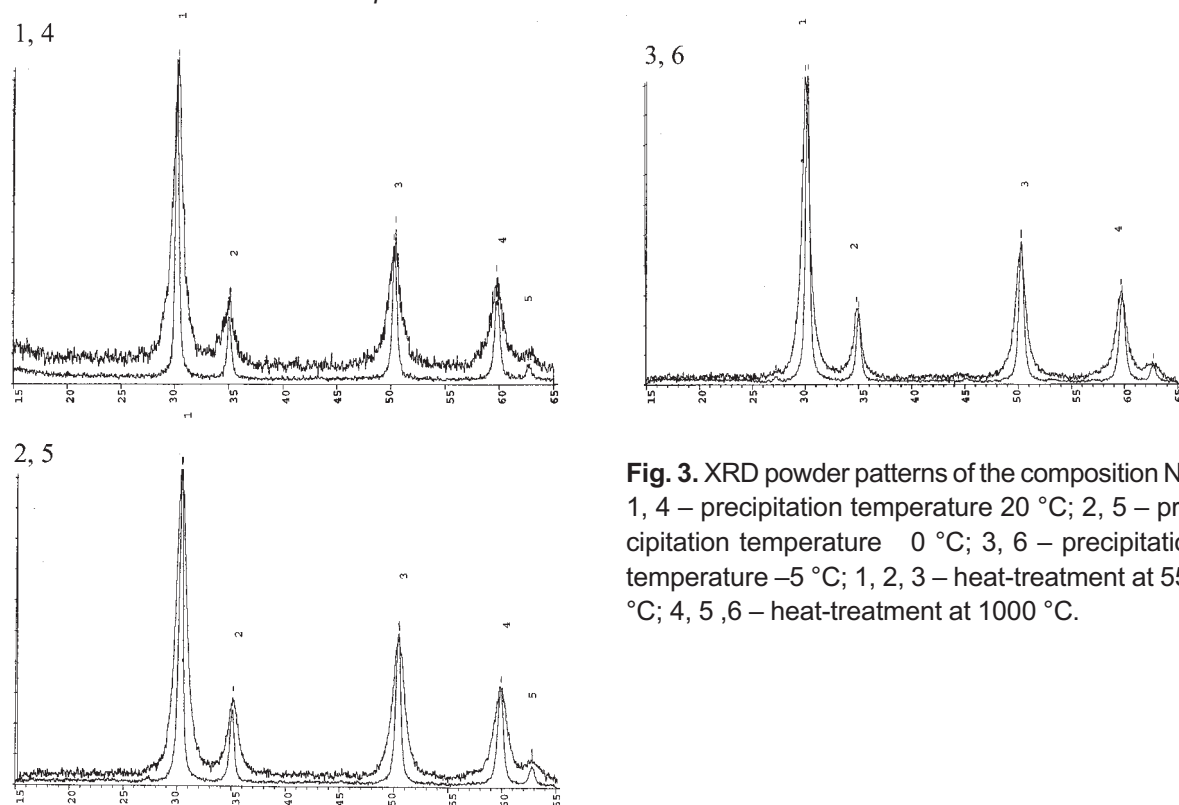 1, 4
1
2
3
4
5
15 20 25 30 35 40 45 50 55 60 65
3, 6
1
2
3
4
15 20 25 30 35 40 45 50 55 60 65
2, 5
1
2
3
4
5
15 20 25 30 35 40 45 50 55 60 65
Fig. 3. XRD powder patterns of the composition N
1, 4 – precipitation temperature 20 °C; 2, 5 – pr
cipitation temperature 0 °C; 3, 6 – precipitatio
temperature –5 °C; 1, 2, 3 – heat-treatment at 55
°C; 4, 5 ,6 – heat-treatment at 1000 °C.